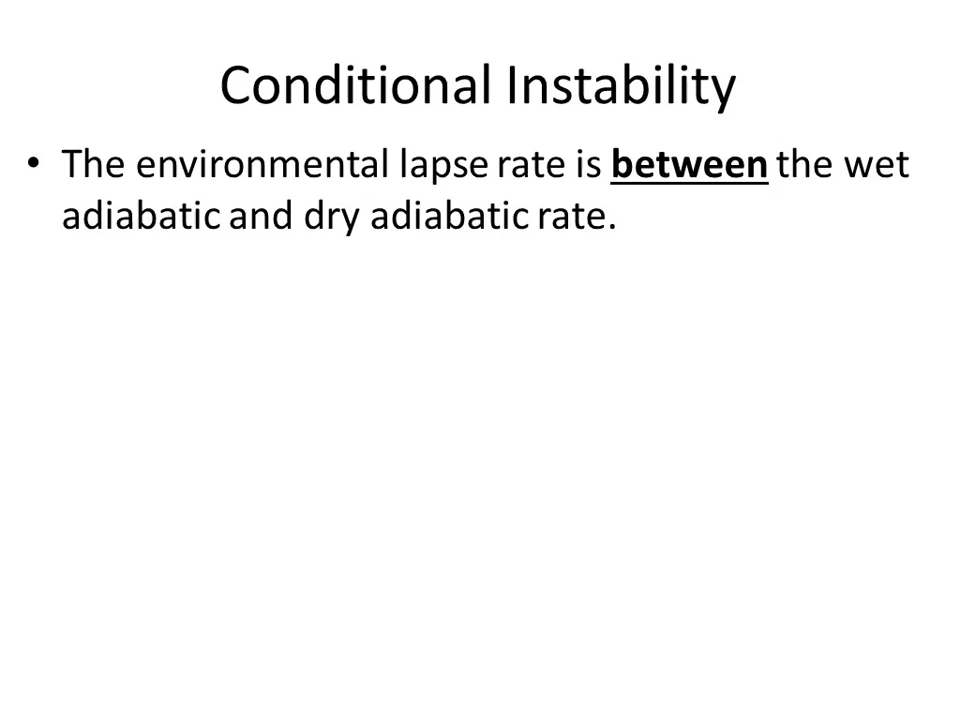 Conditional Instability
• The environmental lapse rate is between the wet
adiabatic and dry adiabatic rate.